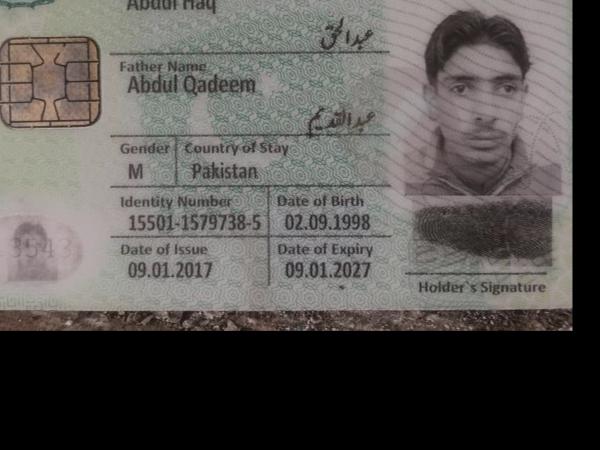 Abdul Haq
عبدالحق
Father Name
Abdul Qadeem
عبدالقدیم
Gender Country of Stay
M Pakistan
Identity Number Date of Birth
15501-1579738-5 02.09.1998
Date of Issue Date of Expiry
09.01.2017 09.01.2027
Holder`s Signature